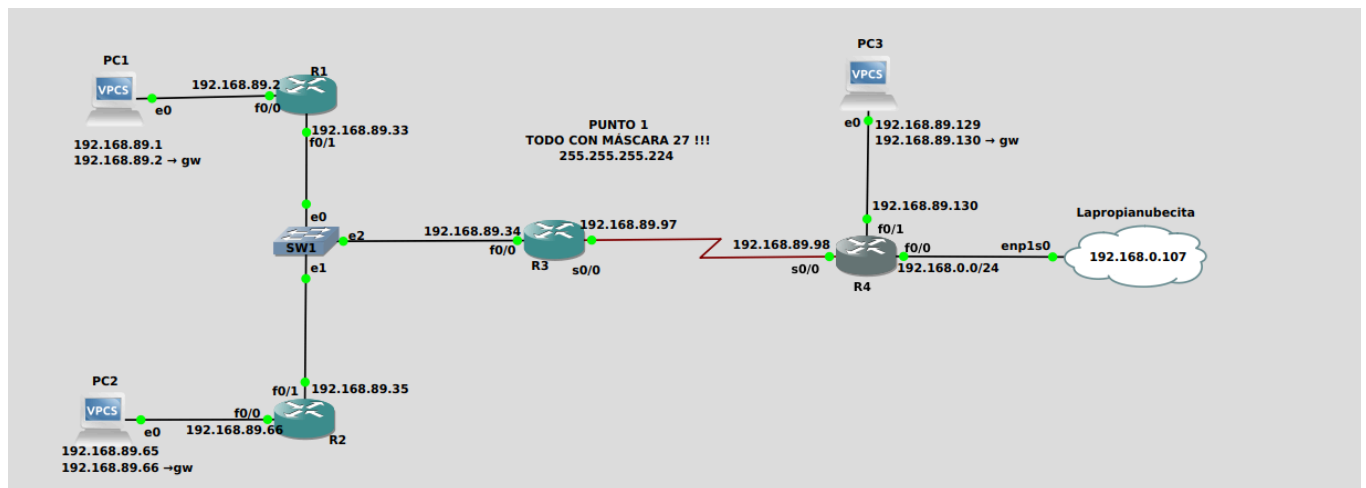 PC1
VPCS
e0
192.168.89.1
192.168.89.2 → gw
192.168.89.2
R1
f0/0
192.168.89.33
f0/1
PUNTO 1
TODO CON MÁSCARA 27 !!!
255.255.255.224
PC3
VPCS
e0
192.168.89.129
192.168.89.130 → gw
192.168.89.130
f0/1
e0
SW1
e2
e1
192.168.89.34
f0/0
R3
192.168.89.97
s0/0
192.168.89.98
s0/0
R4
f0/0
192.168.0.0/24
enp1s0
Lapropianubecita
192.168.0.107
PC2
VPCS
e0
192.168.89.65
192.168.89.66 →gw
f0/0
192.168.89.66
f0/1
192.168.89.35
R2